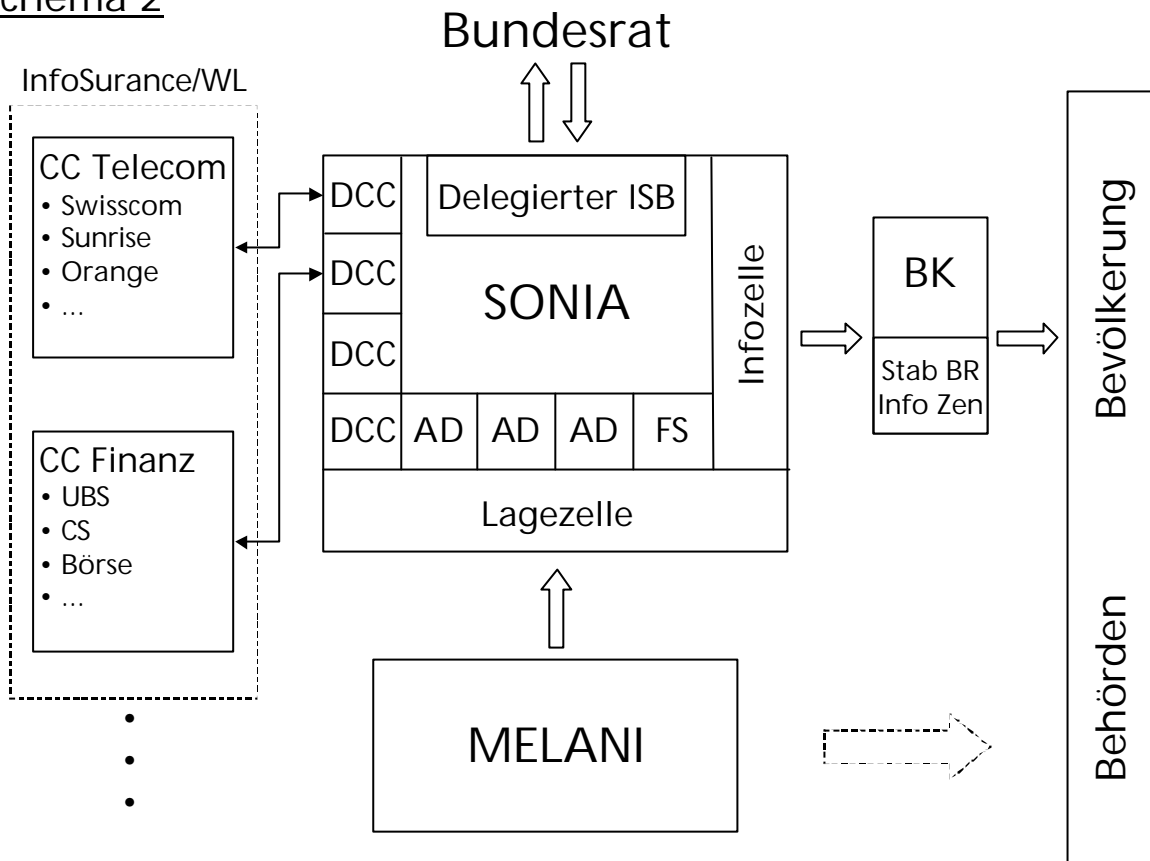 chema 2
Bundesrat
InfoSurance/WL
CC Telecom
• Swisscom
• Sunrise
• Orange
• ...
CC Finanz
• UBS
• CS
• Börse
• ...
DCC
DCC
DCC
DCC
Delegierter ISB
SONIA
AD
AD
AD
FS
Infozelle
Lagezelle
BK
Stab BR
Info Zen
Bevölkerung
Behörden
MELANI